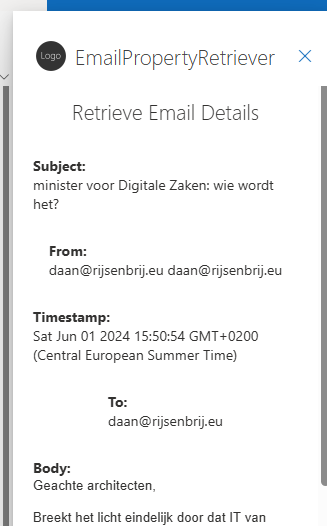 Logo
EmailPropertyRetriever
Retrieve Email Details
Subject:
minister voor Digitale Zaken: wie wordt
het?
From:
daan@rijsenbrij.eu daan@rijsenbrij.eu
Timestamp:
Sat Jun 01 2024 15:50:54 GMT+0200
(Central European Summer Time)
To:
daan@rijsenbrij.eu
Body:
Geachte architecten,
Breekt het licht eindelijk door dat IT van